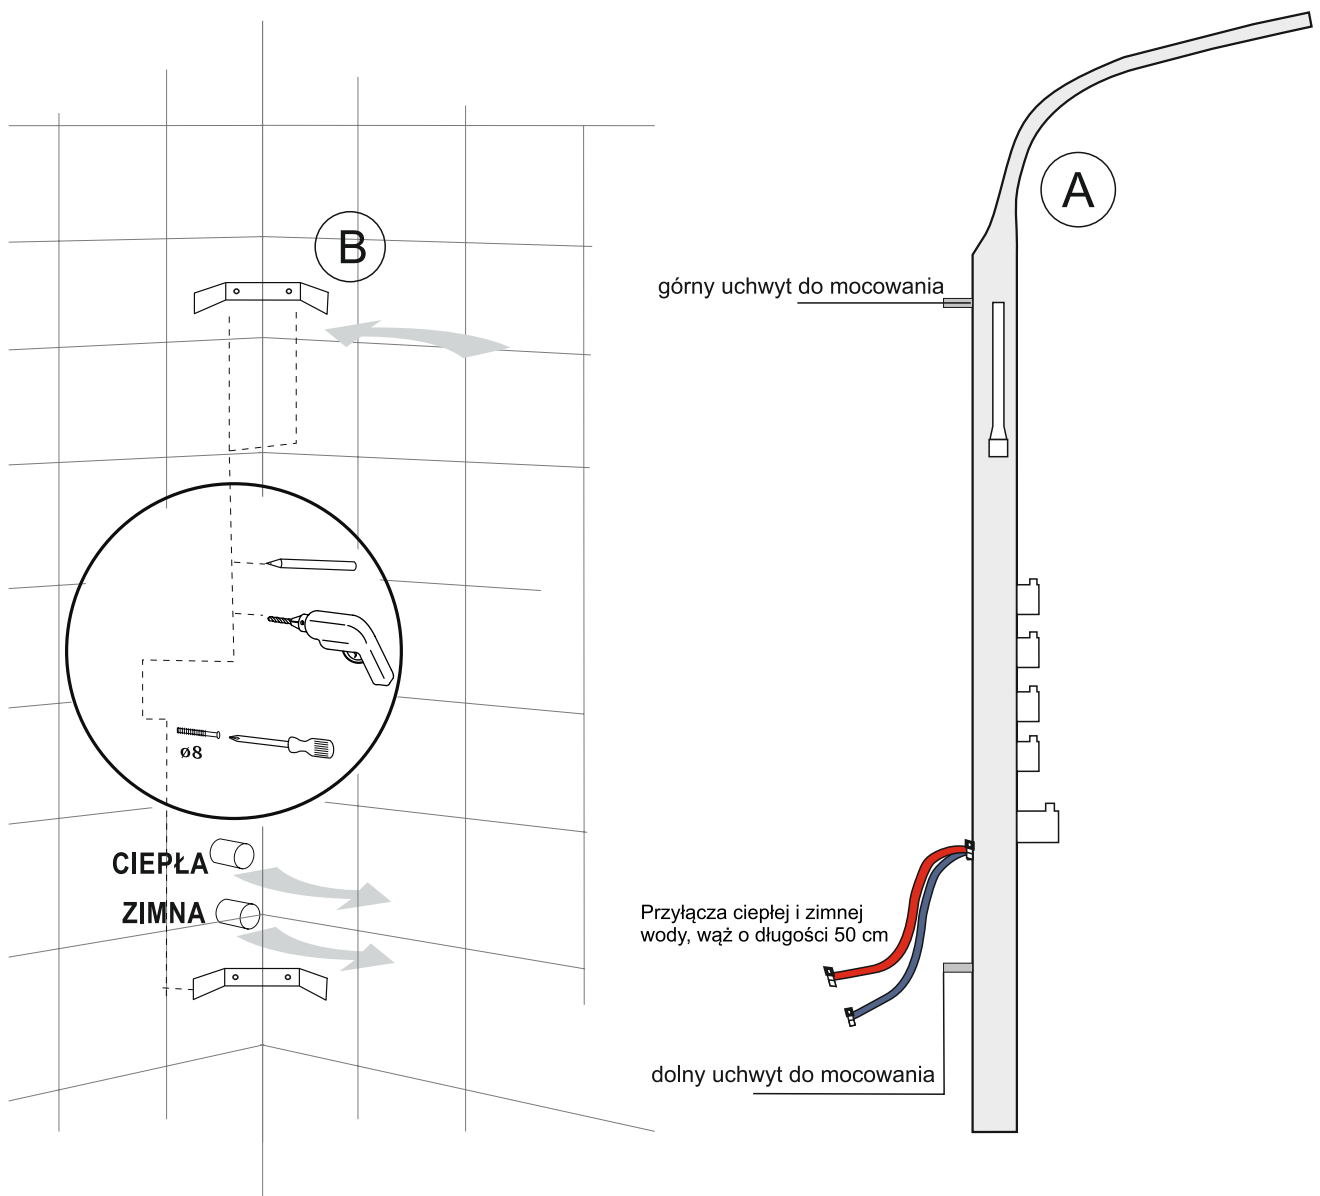 B
ø8
CIEPŁA
ZIMNA
A
górny uchwyt do mocowania
Przyłącza ciepłej i zimnej
wody, wąż o długości 50 cm
dolny uchwyt do mocowania